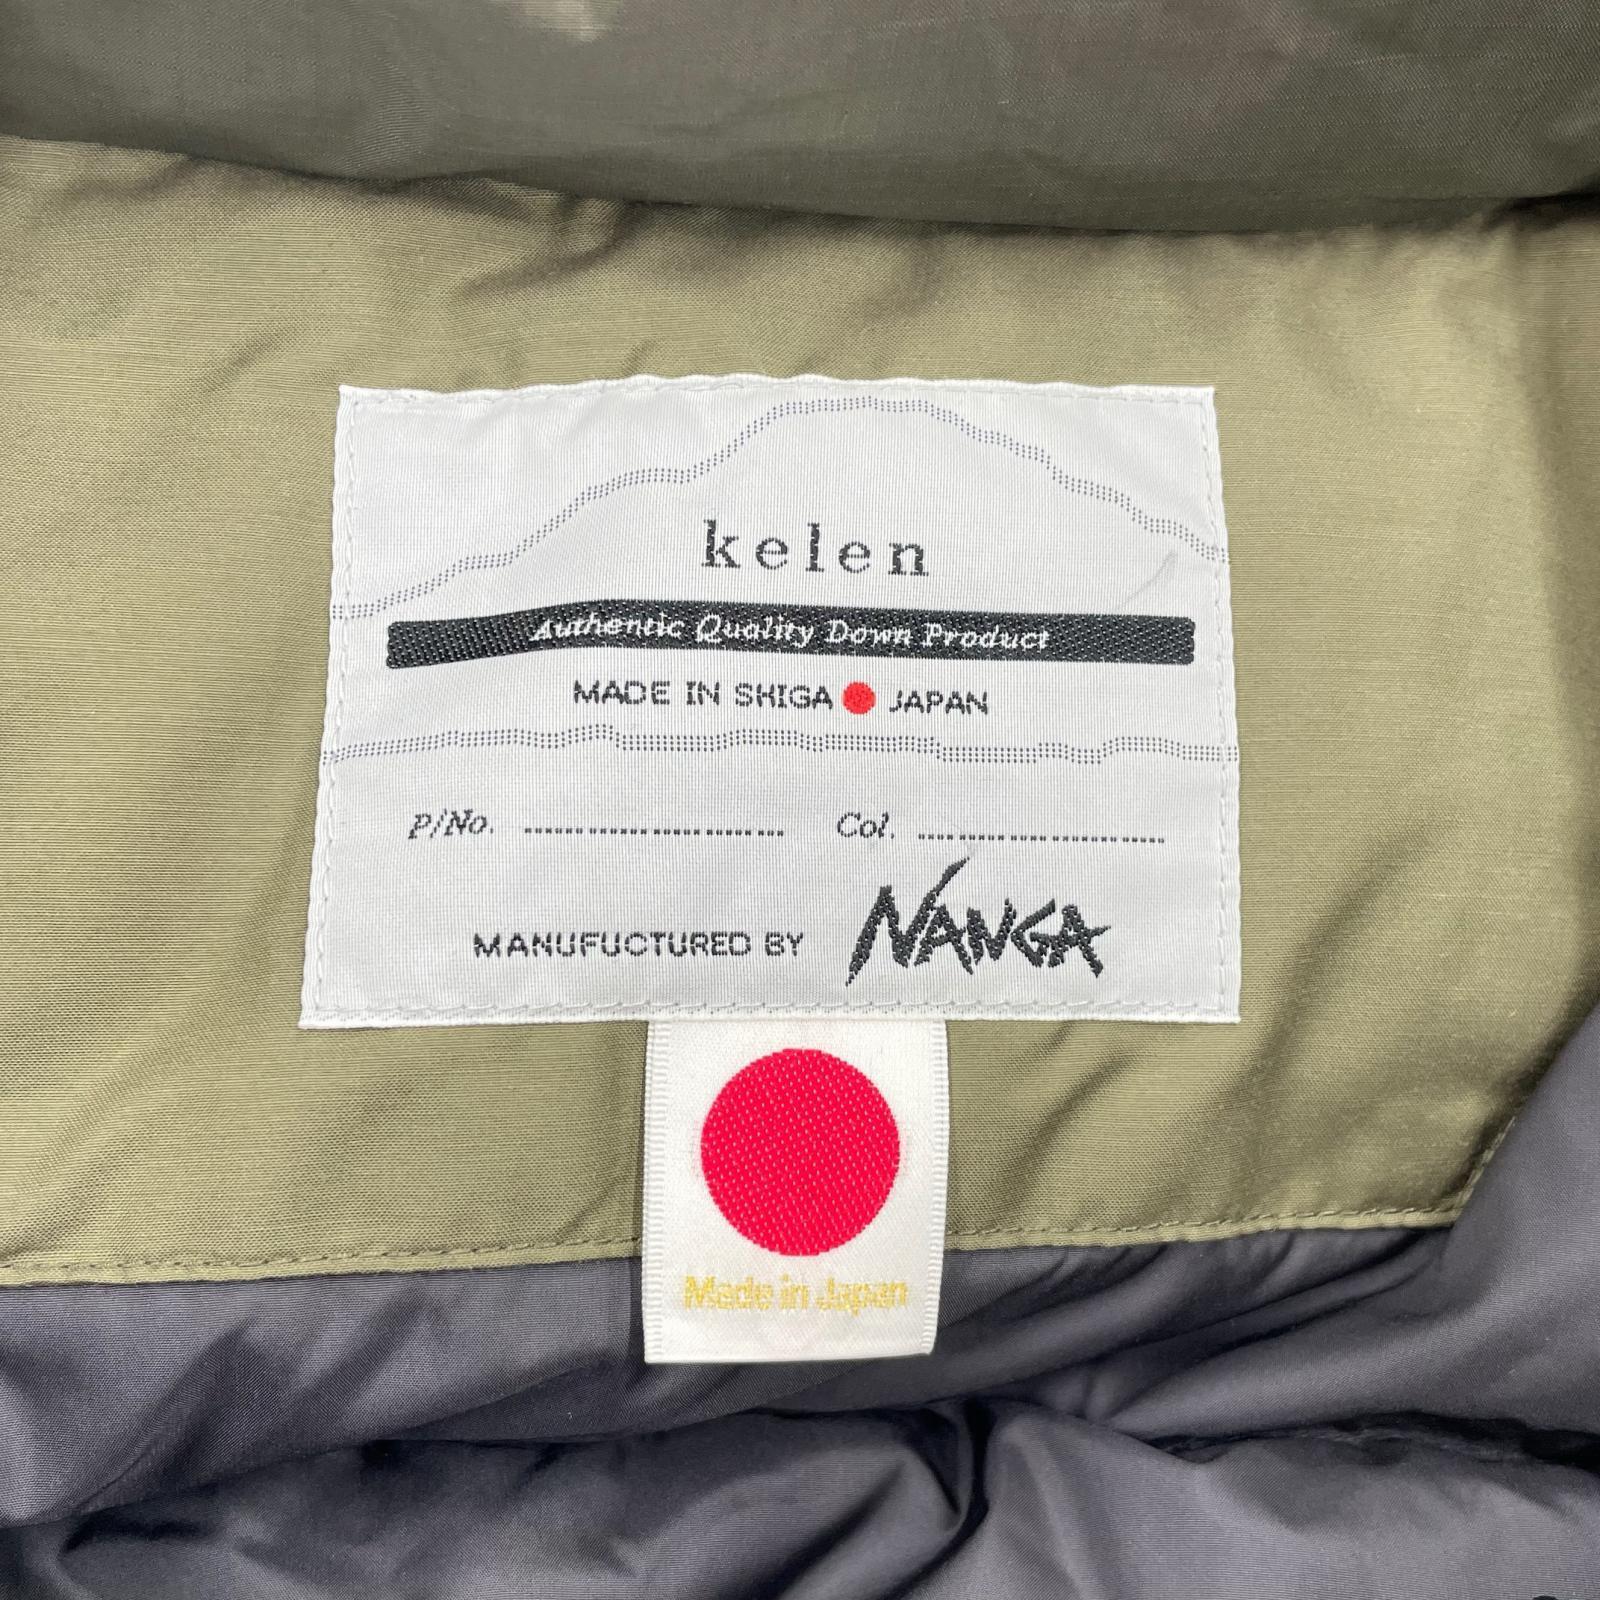 kelen
Authentic Quality Down Product
MADE IN SHIGA JAPAN
P/No. Col.
MANUFUCTURED BY NANGA
Made in Japan